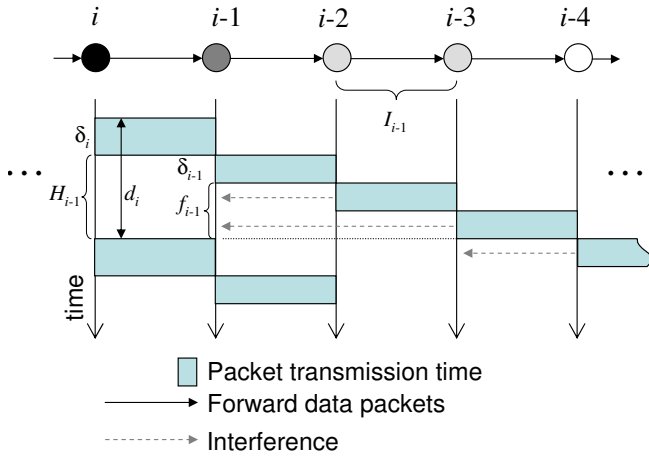 i i-1 i-2 i-3 i-4
I_{i-1}
δ_i
δ_{i-1}
... ...
H_{i-1} d_i f_{i-1}
time
Packet transmission time
Forward data packets
Interference